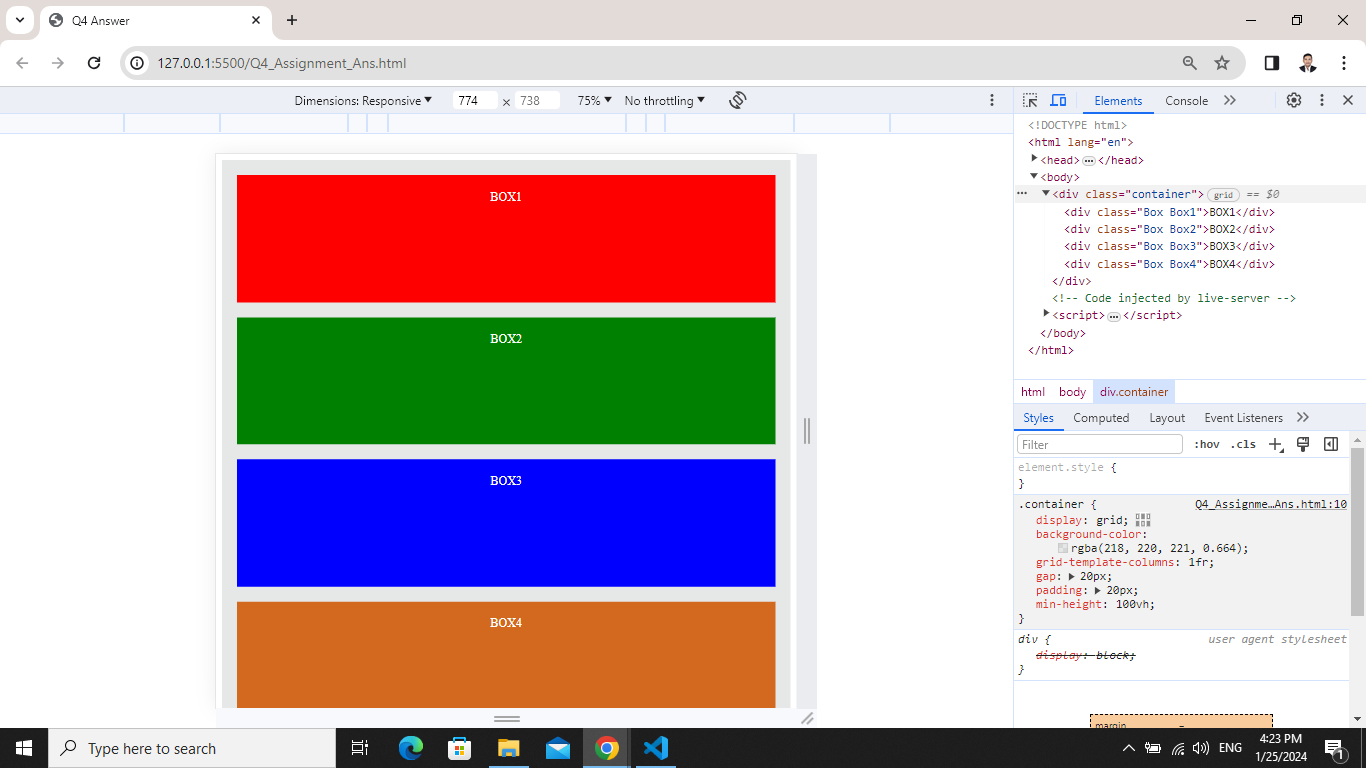 Q4 Answer
127.0.0.1:5500/Q4_Assignment_Ans.html
Dimensions: Responsive 774 x 738 75% No throttling
Elements Console
<!DOCTYPE html>
<html lang="en">
<head> ••• </head>
<body>
••• <div class="container"> grid == $0
<div class="Box Box1">BOX1</div>
<div class="Box Box2">BOX2</div>
<div class="Box Box3">BOX3</div>
<div class="Box Box4">BOX4</div>
</div>
<!-- Code injected by live-server -->
<script> ••• </script>
</body>
</html>
html body div.container
Styles Computed Layout Event Listeners
Filter :hov .cls
element.style {
}
.container { Q4_Assignme…Ans.html:10
display: grid;
background-color:
rgba(218, 220, 221, 0.664);
grid-template-columns: 1fr;
gap: 20px;
padding: 20px;
min-height: 100vh;
}
div { user agent stylesheet
display: block;
}
margin
BOX1
BOX2
BOX3
BOX4
Type here to search
ENG
4:23 PM
1/25/2024
1